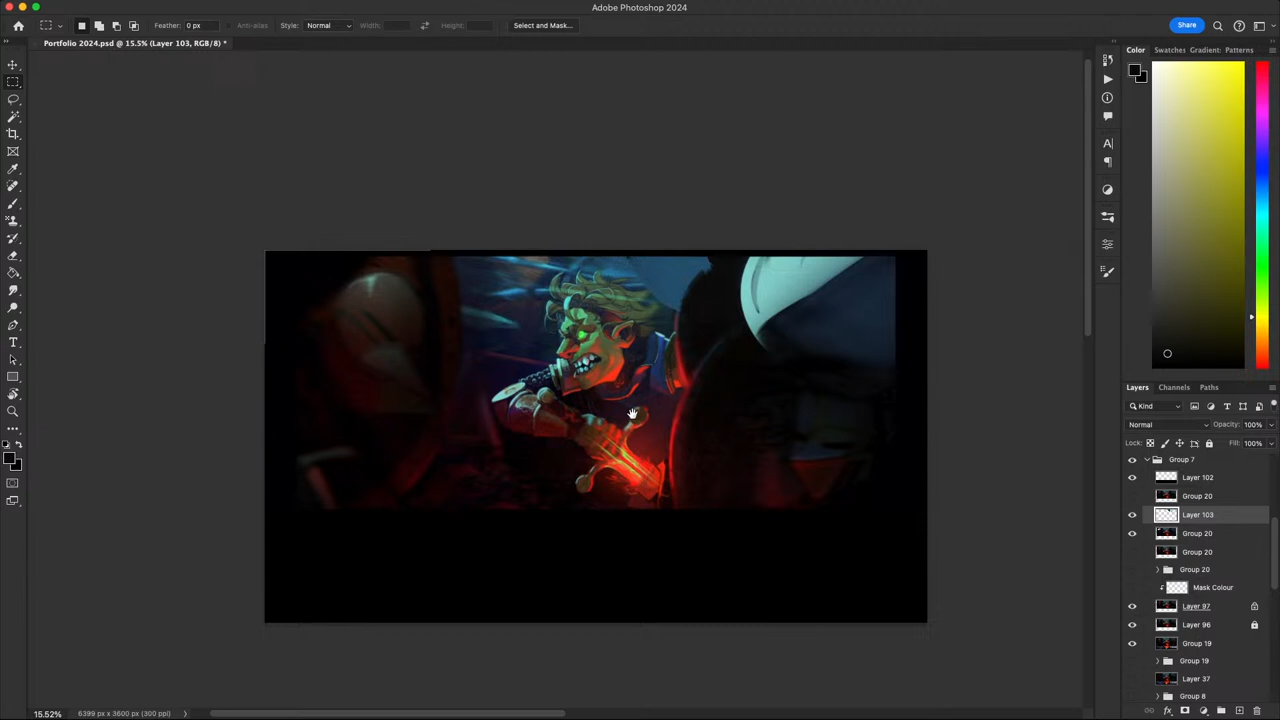 Adobe Photoshop 2024
Feather: 0 px Anti-alias Style: Normal Width: Height: Select and Mask... Share
Portfolio 2024.psd @ 15.5% (Layer 103, RGB/8) *
Color Swatches Gradient: Patterns
Layers Channels Paths
Kind
Normal Opacity: 100%
Lock: Fill: 100%
Group 7
Layer 102
Group 20
Layer 103
Group 20
Group 20
Group 20
Mask Colour
Layer 97
Layer 96
Group 19
Group 19
Layer 37
Group 8
15.52% 6399 px x 3600 px (300 ppi)